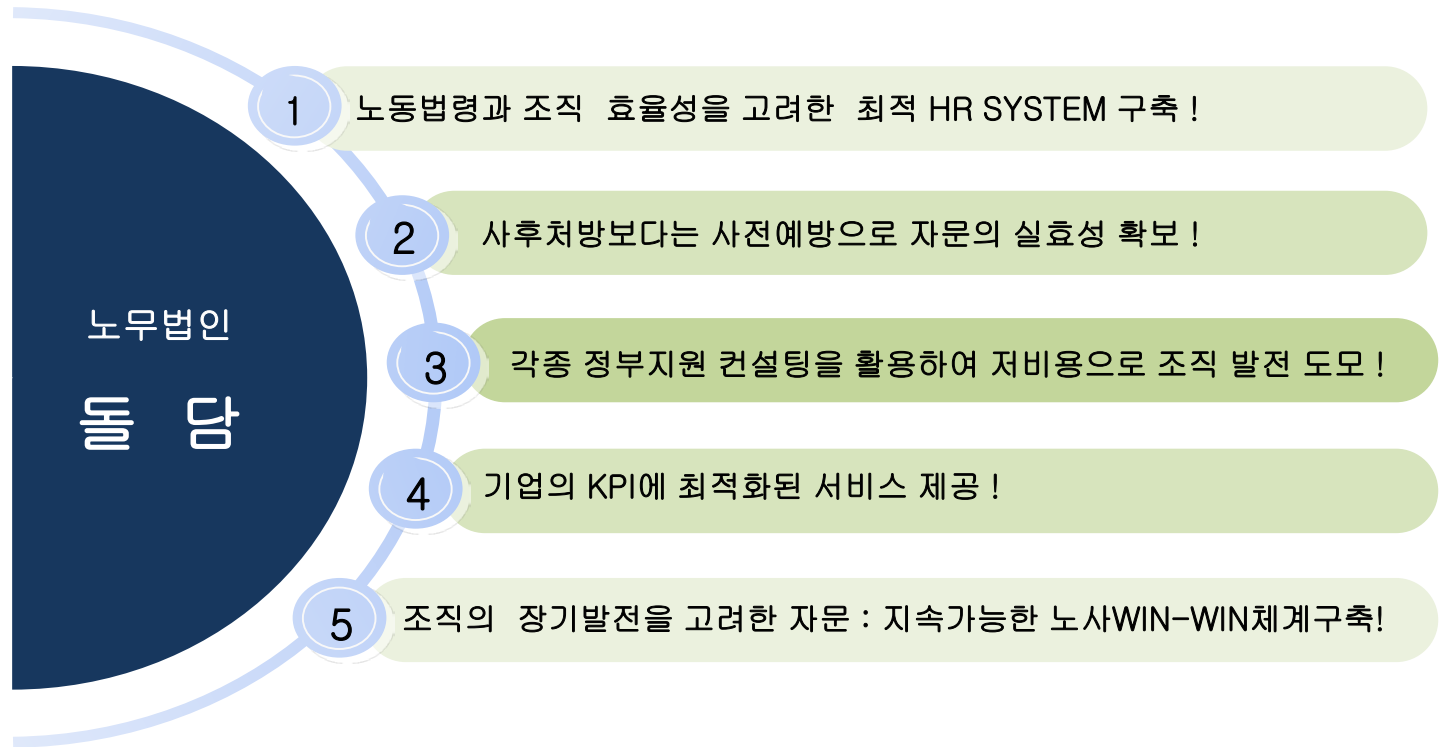 노무법인
돌 담
1 노동법령과 조직 효율성을 고려한 최적 HR SYSTEM 구축 !
2 사후처방보다는 사전예방으로 자문의 실효성 확보 !
3 각종 정부지원 컨설팅을 활용하여 저비용으로 조직 발전 도모 !
4 기업의 KPI에 최적화된 서비스 제공 !
5 조직의 장기발전을 고려한 자문 : 지속가능한 노사WIN-WIN체계구축!